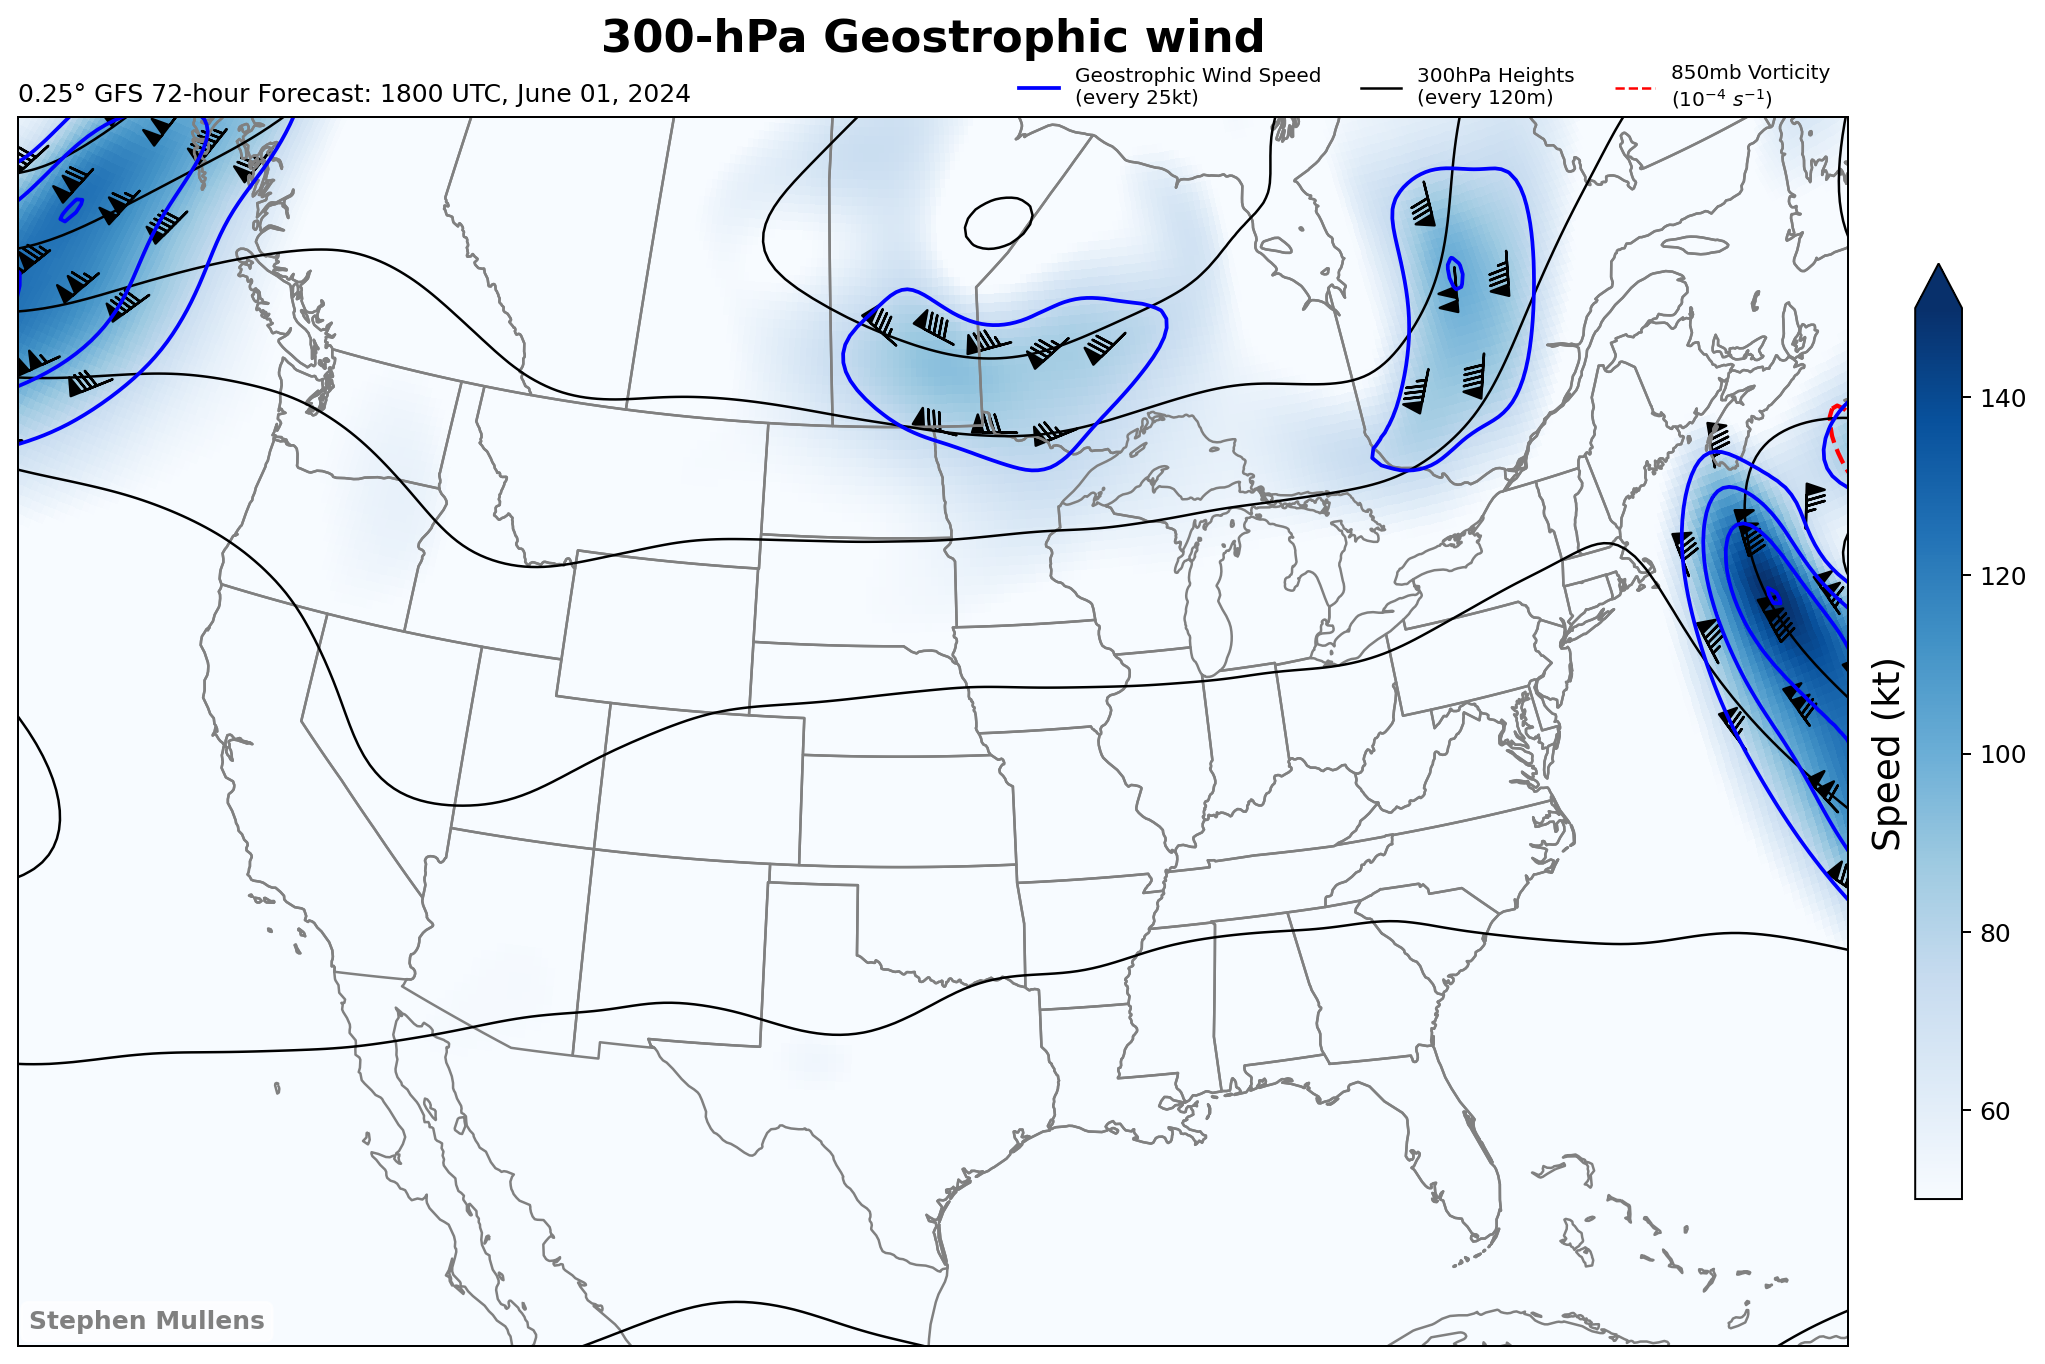 300-hPa Geostrophic wind
0.25° GFS 72-hour Forecast: 1800 UTC, June 01, 2024
Geostrophic Wind Speed
(every 25kt)
300hPa Heights
(every 120m)
850mb Vorticity
(10⁻⁴ s⁻¹)
140
120
100
80
60
Speed (kt)
Stephen Mullens